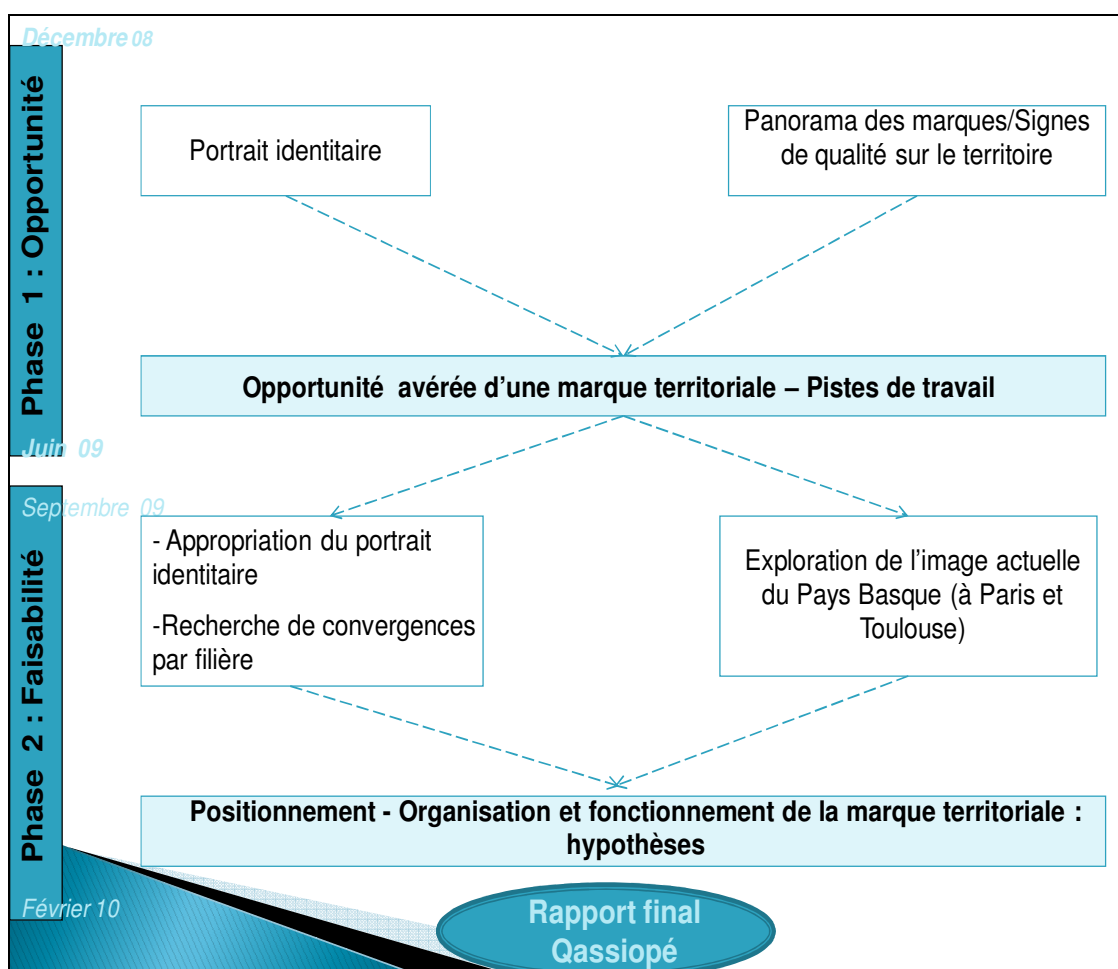 Décembre 08
Phase 1 : Opportunité
Portrait identitaire
Panorama des marques/Signes
de qualité sur le territoire
Opportunité avérée d’une marque territoriale – Pistes de travail
Juin 09
Septembre 09
Phase 2 : Faisabilité
- Appropriation du portrait
identitaire
-Recherche de convergences
par filière
Exploration de l’image actuelle
du Pays Basque (à Paris et
Toulouse)
Positionnement - Organisation et fonctionnement de la marque territoriale :
hypothèses
Février 10
Rapport final
Qassiopé